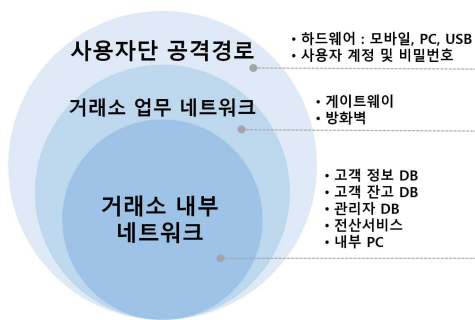 사용자단 공격경로
• 하드웨어 : 모바일, PC, USB
• 사용자 계정 및 비밀번호
거래소 업무 네트워크
• 게이트웨이
• 방화벽
거래소 내부
네트워크
• 고객 정보 DB
• 고객 잔고 DB
• 관리자 DB
• 전산서비스
• 내부 PC